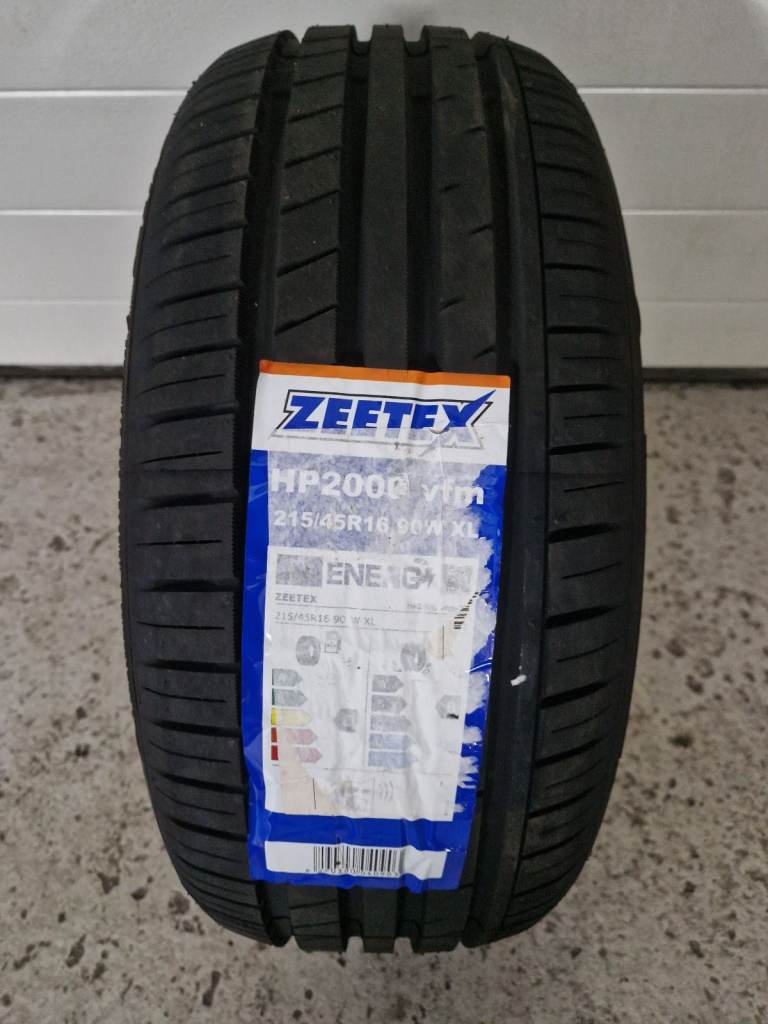 ZEETEX
HP2000 vfm
215/45R16 90W XL
ENERG
ZEETEX
215/45R16 90 W XL